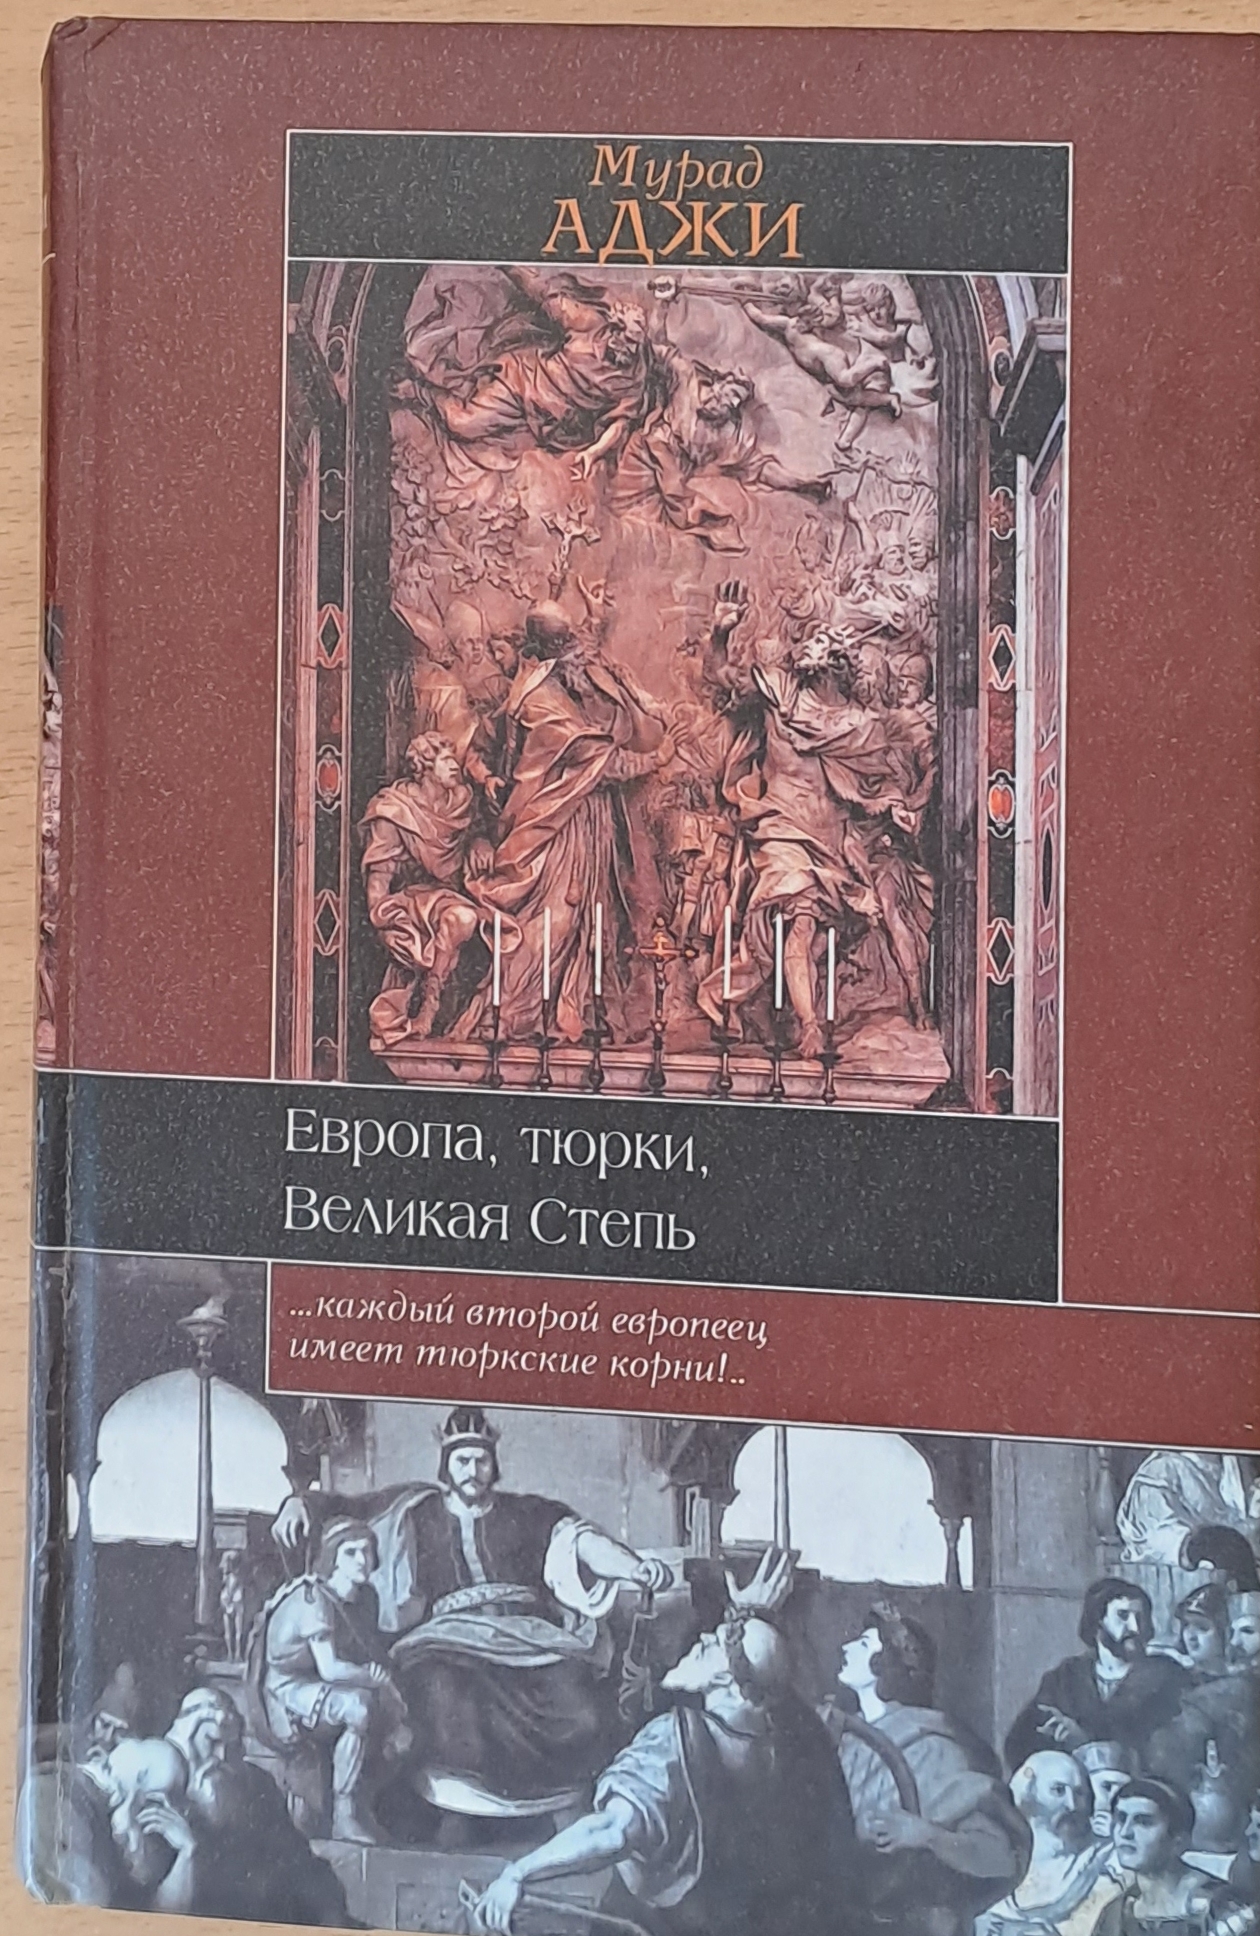 Мурад
АДЖИ
Европа, тюрки,
Великая Степь
...каждый второй европеец
имеет тюркские корни!..